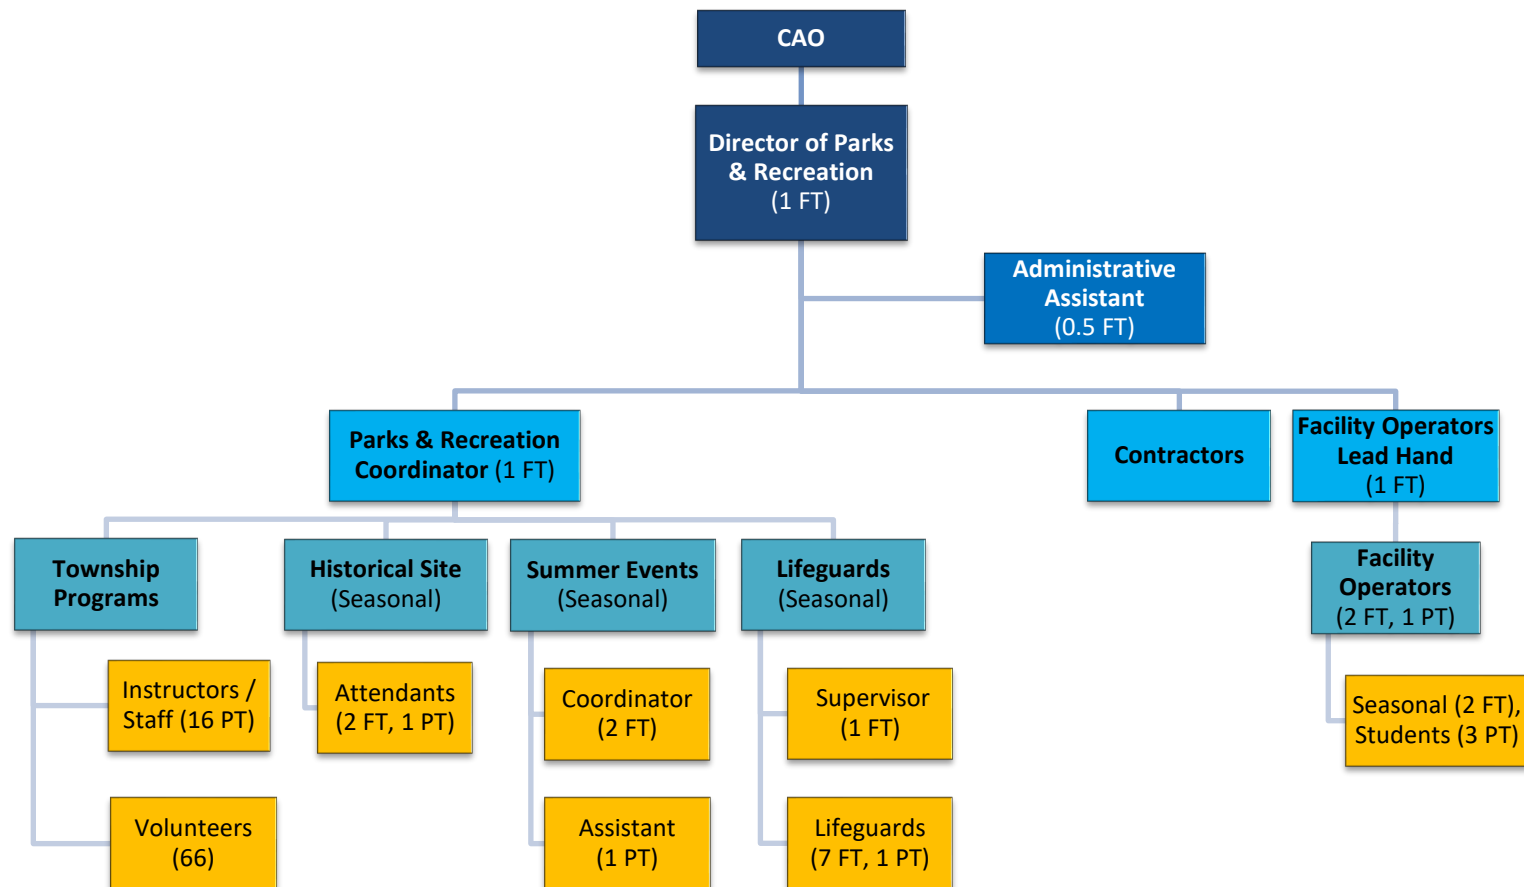 CAO
Director of Parks
& Recreation
(1 FT)
Administrative
Assistant
(0.5 FT)
Parks & Recreation
Coordinator (1 FT)
Contractors
Facility Operators
Lead Hand
(1 FT)
Township
Programs
Historical Site
(Seasonal)
Summer Events
(Seasonal)
Lifeguards
(Seasonal)
Facility
Operators
(2 FT, 1 PT)
Instructors /
Staff (16 PT)
Attendants
(2 FT, 1 PT)
Coordinator
(2 FT)
Supervisor
(1 FT)
Seasonal (2 FT),
Students (3 PT)
Volunteers
(66)
Assistant
(1 PT)
Lifeguards
(7 FT, 1 PT)